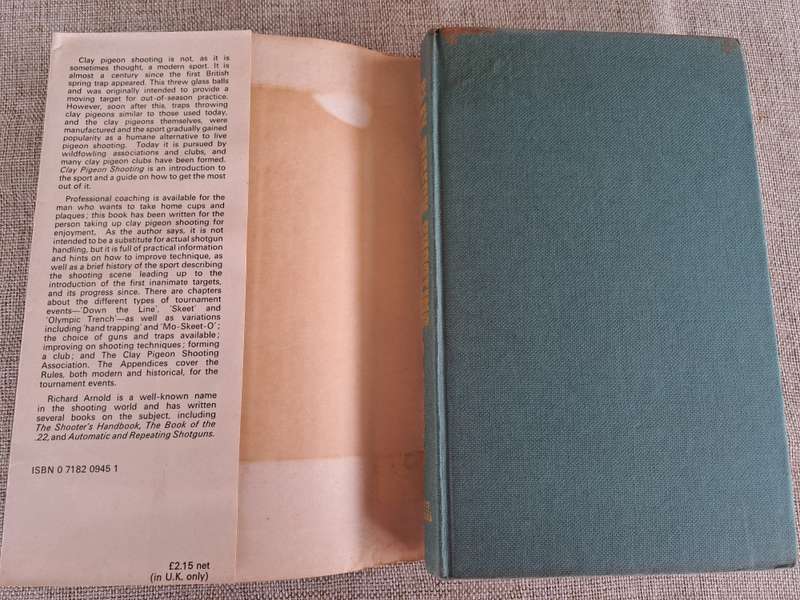 Clay pigeon shooting is not, as it is
sometimes thought, a modern sport. It is
almost a century since the first British
spring trap appeared. This threw glass balls
and was originally intended to provide a
moving target for out-of-season practice.
However, soon after this, traps throwing
clay pigeons similar to those used today,
and the clay pigeons themselves, were
manufactured and the sport gradually gained
popularity as a humane alternative to live
pigeon shooting. Today it is pursued by
wildfowling associations and clubs, and
many clay pigeon clubs have been formed.
Clay Pigeon Shooting is an introduction to
the sport and a guide on how to get the most
out of it.
Professional coaching is available for the
man who wants to take home cups and
plaques; this book has been written for the
person taking up clay pigeon shooting for
enjoyment. As the author says, it is not
intended to be a substitute for actual shotgun
handling, but it is full of practical information
and hints on how to improve technique, as
well as a brief history of the sport describing
the shooting scene leading up to the
introduction of the first inanimate targets,
and its progress since. There are chapters
about the different types of tournament
events—'Down the Line', 'Skeet' and
'Olympic Trench'—as well as variations
including 'hand trapping' and 'Mo-Skeet-O';
the choice of guns and traps available;
improving on shooting techniques; forming
a club; and The Clay Pigeon Shooting
Association. The Appendices cover the
Rules, both modern and historical, for the
tournament events.
Richard Arnold is a well-known name
in the shooting world and has written
several books on the subject, including
The Shooter's Handbook, The Book of the
.22, and Automatic and Repeating Shotguns.
ISBN 0 7182 0945 1
£2.15 net
(in U.K. only)